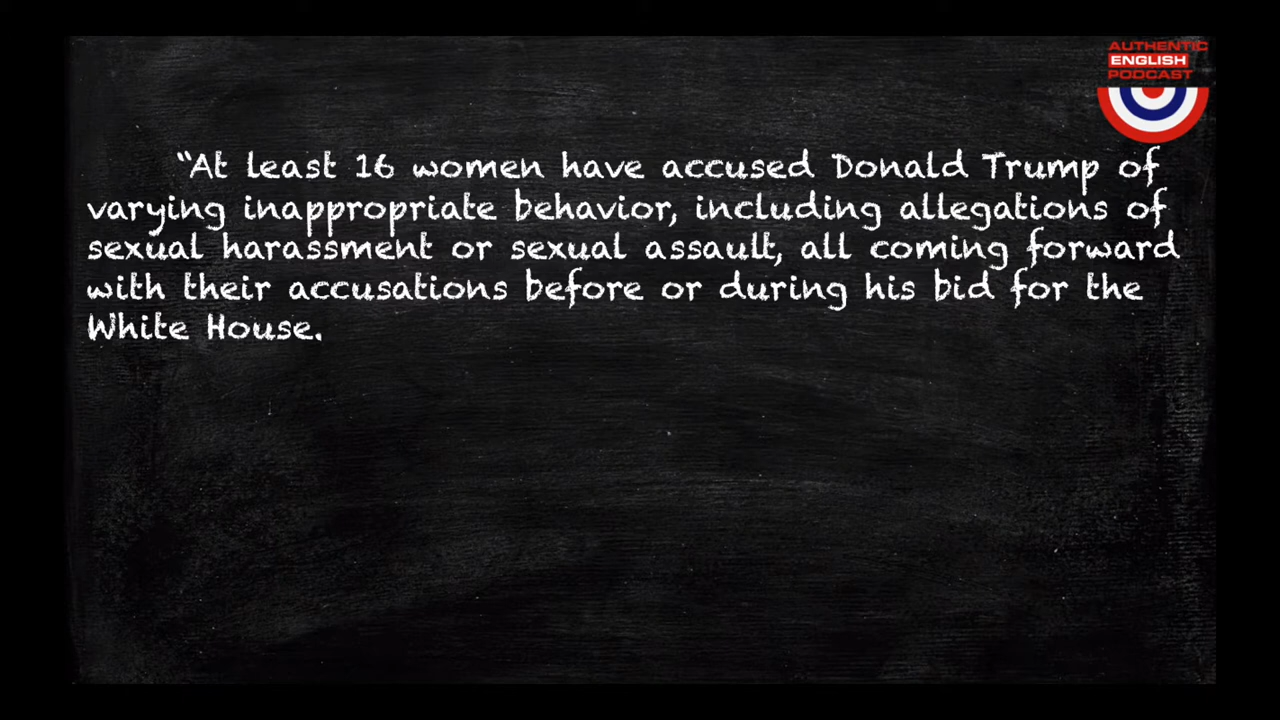 AUTHENTIC
ENGLISH
PODCAST
“At least 16 women have accused Donald Trump of
varying inappropriate behavior, including allegations of
sexual harassment or sexual assault, all coming forward
with their accusations before or during his bid for the
White House.